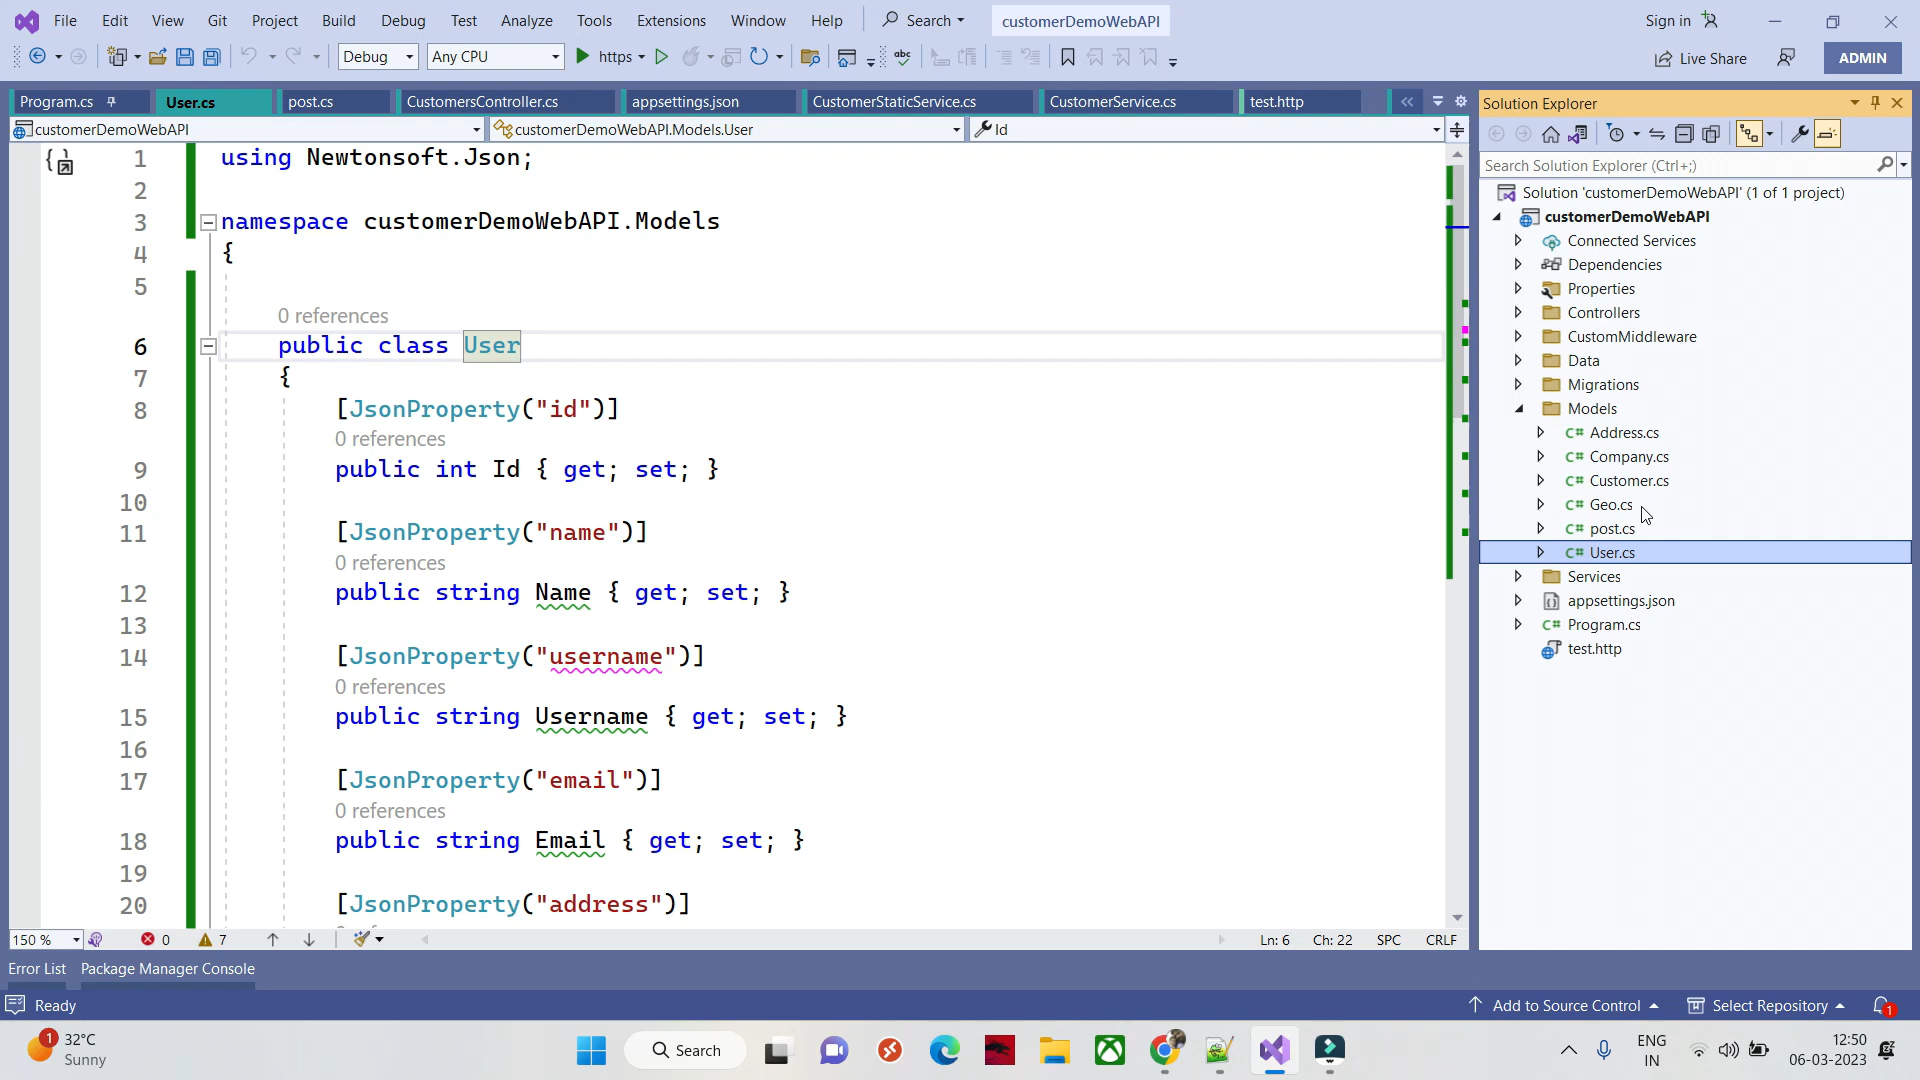 File Edit View Git Project Build Debug Test Analyze Tools Extensions Window Help Search customerDemoWebAPI Sign in
Debug Any CPU https Live Share ADMIN
Program.cs User.cs post.cs CustomersController.cs appsettings.json CustomerStaticService.cs CustomerService.cs test.http
customerDemoWebAPI customerDemoWebAPI.Models.User Id
1 using Newtonsoft.Json;
2
3 namespace customerDemoWebAPI.Models
4 {
5
0 references
6 public class User
7 {
8 [JsonProperty("id")]
0 references
9 public int Id { get; set; }
10
11 [JsonProperty("name")]
0 references
12 public string Name { get; set; }
13
14 [JsonProperty("username")]
0 references
15 public string Username { get; set; }
16
17 [JsonProperty("email")]
0 references
18 public string Email { get; set; }
19
20 [JsonProperty("address")]
150 % 0 7 Ln: 6 Ch: 22 SPC CRLF
Solution Explorer
Search Solution Explorer (Ctrl+;)
Solution 'customerDemoWebAPI' (1 of 1 project)
customerDemoWebAPI
Connected Services
Dependencies
Properties
Controllers
CustomMiddleware
Data
Migrations
Models
C# Address.cs
C# Company.cs
C# Customer.cs
C# Geo.cs
C# post.cs
C# User.cs
Services
appsettings.json
C# Program.cs
test.http
Error List Package Manager Console
Ready Add to Source Control Select Repository 1
1 32°C
Sunny
Search
ENG
IN
12:50
06-03-2023